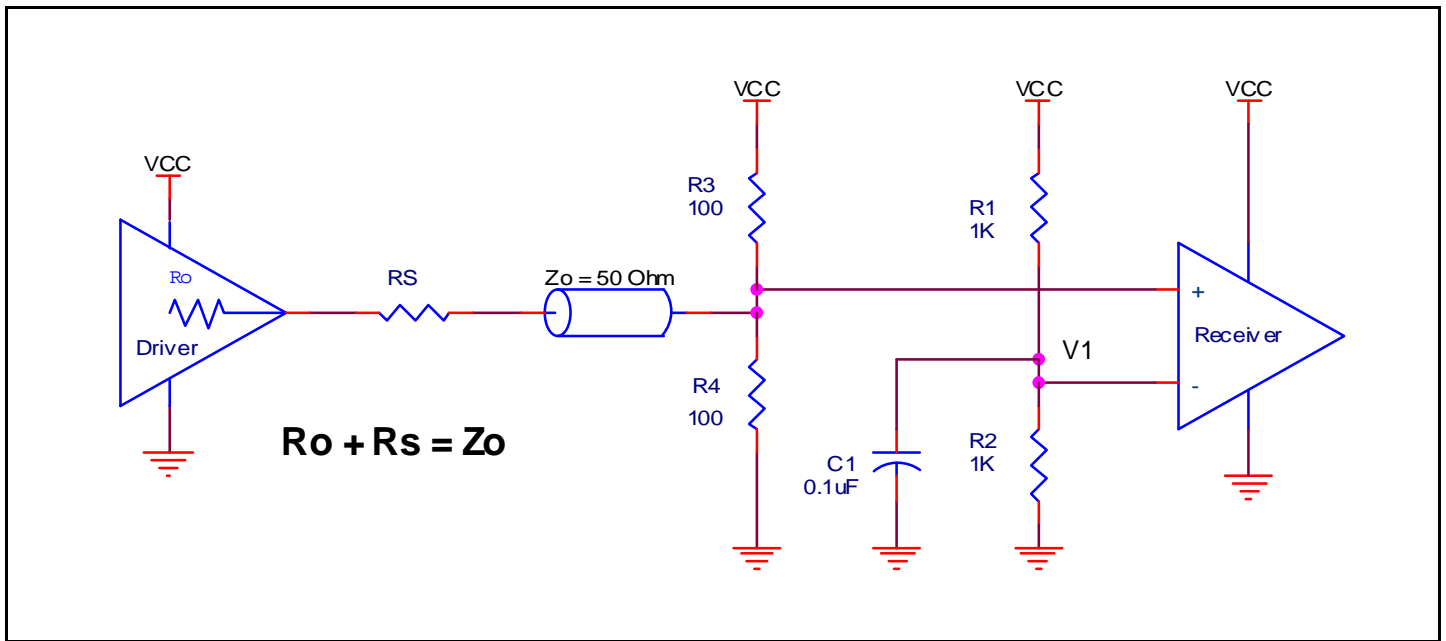 VCC
VCC
VCC
VCC
R3
100
R1
1K
Ro
RS
Zo = 50 Ohm
+
Driver
Receiver
V1
-
R4
100
Ro + Rs = Zo
R2
1K
C1
0.1uF